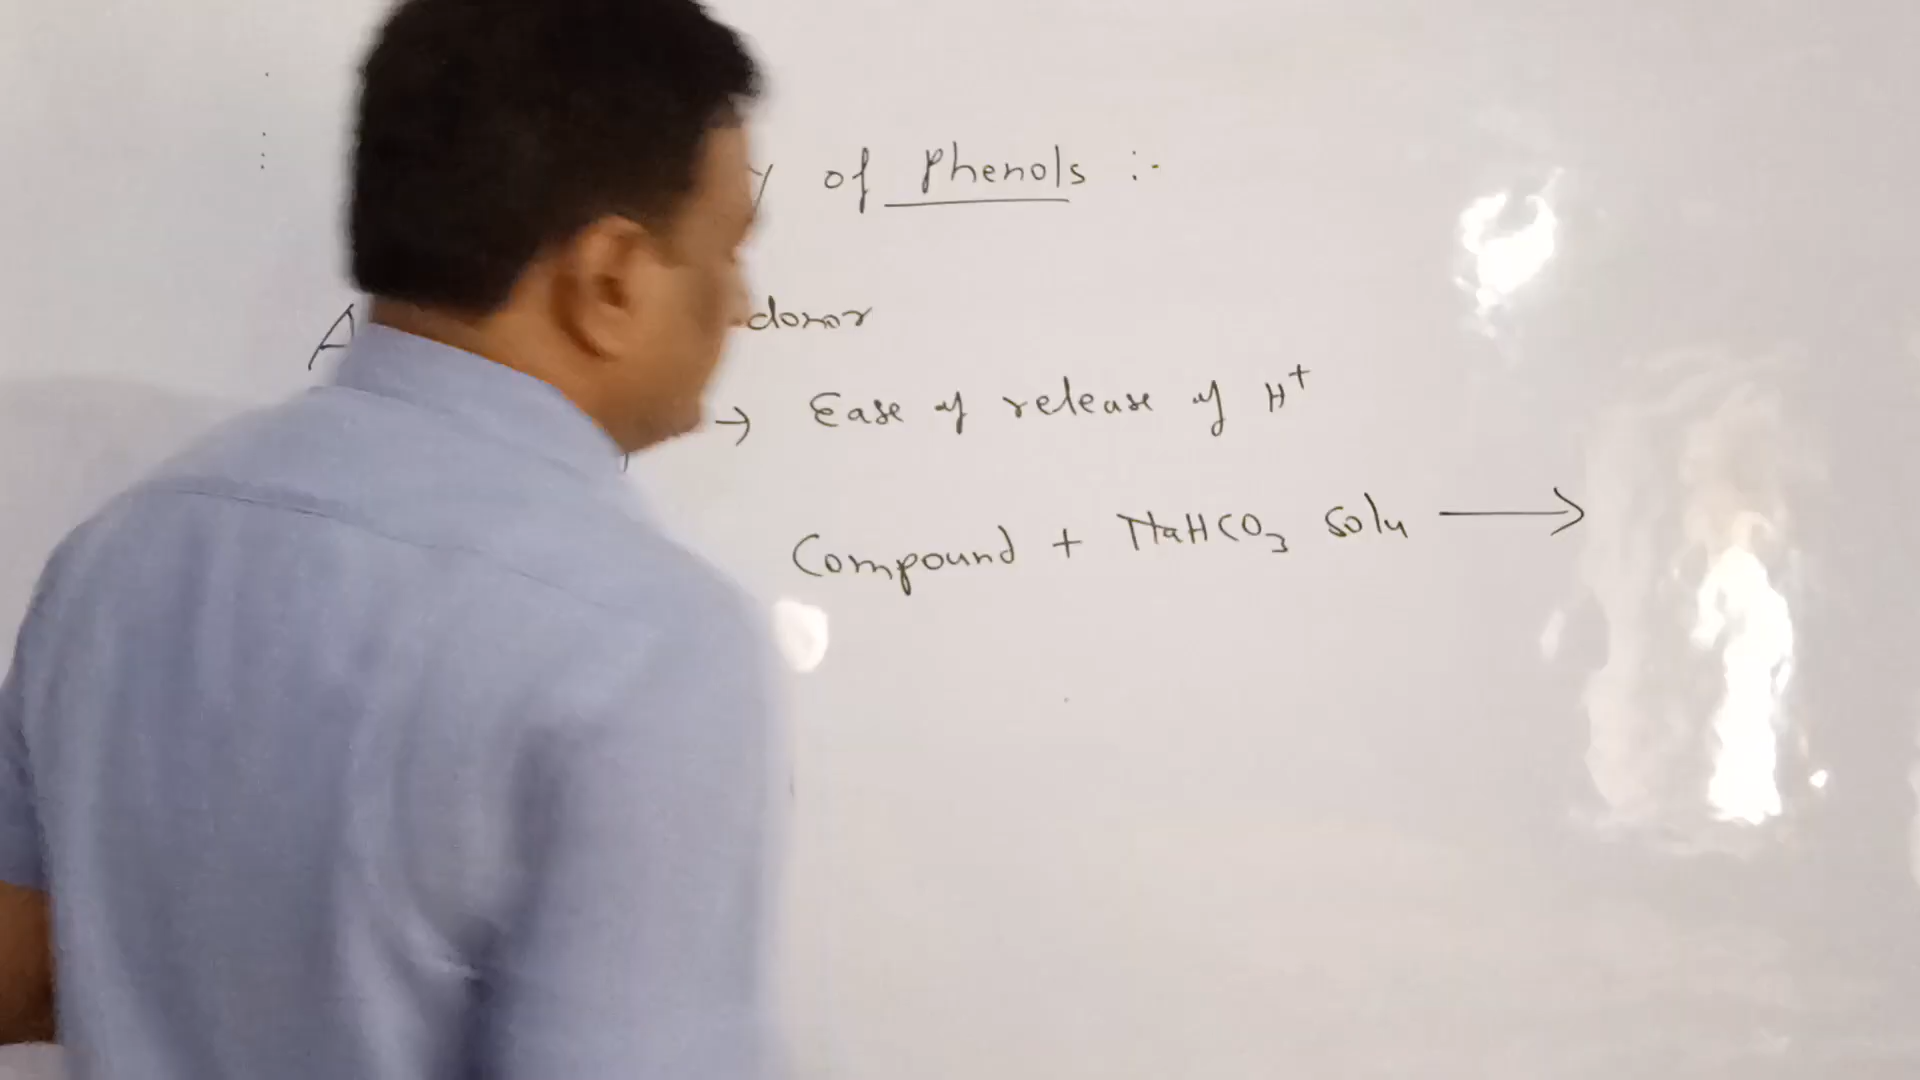 of Phenols :-
A donor
→ Ease of release of H⁺
Compound + NaHCO₃ soln ⟶